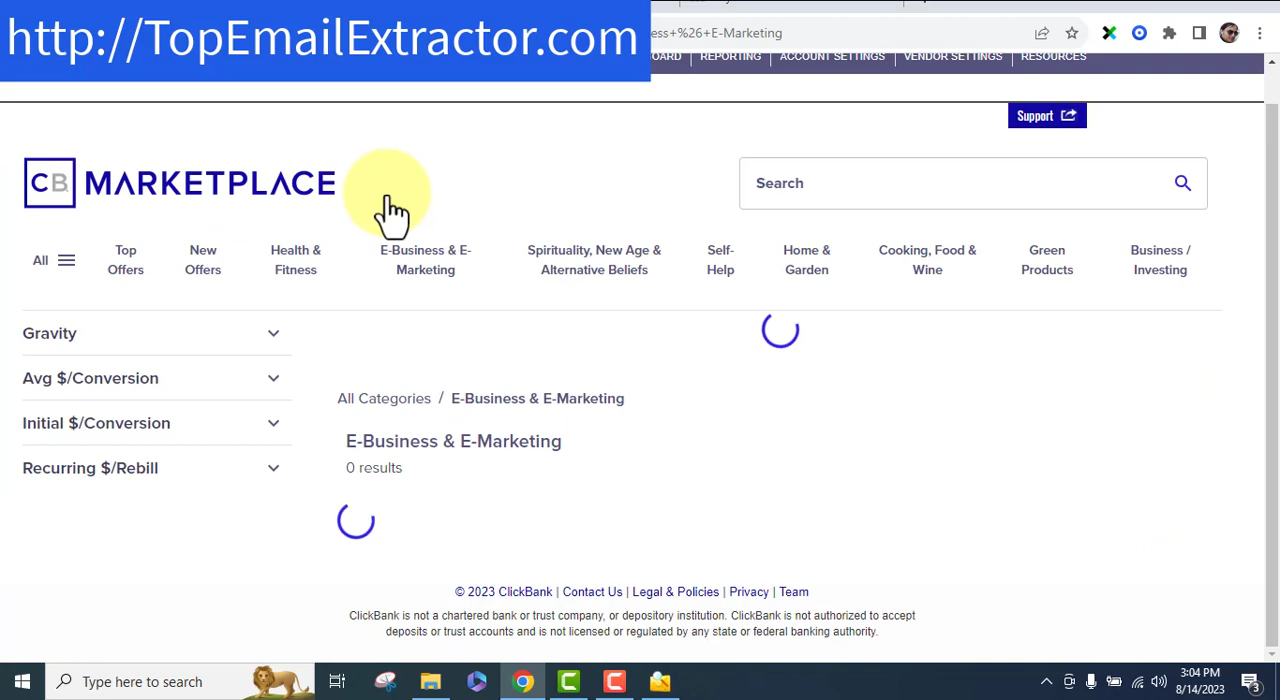 http://TopEmailExtractor.com
ess+%26+E-Marketing
OARD | REPORTING | ACCOUNT SETTINGS | VENDOR SETTINGS | RESOURCES
Support
CB MARKETPLACE
Search
All
Top Offers
New Offers
Health & Fitness
E-Business & E-Marketing
Spirituality, New Age & Alternative Beliefs
Self-Help
Home & Garden
Cooking, Food & Wine
Green Products
Business / Investing
Gravity
Avg $/Conversion
Initial $/Conversion
Recurring $/Rebill
All Categories / E-Business & E-Marketing
E-Business & E-Marketing
0 results
© 2023 ClickBank | Contact Us | Legal & Policies | Privacy | Team
ClickBank is not a chartered bank or trust company, or depository institution. ClickBank is not authorized to accept
deposits or trust accounts and is not licensed or regulated by any state or federal banking authority.
Type here to search
3:04 PM
8/14/2023
3